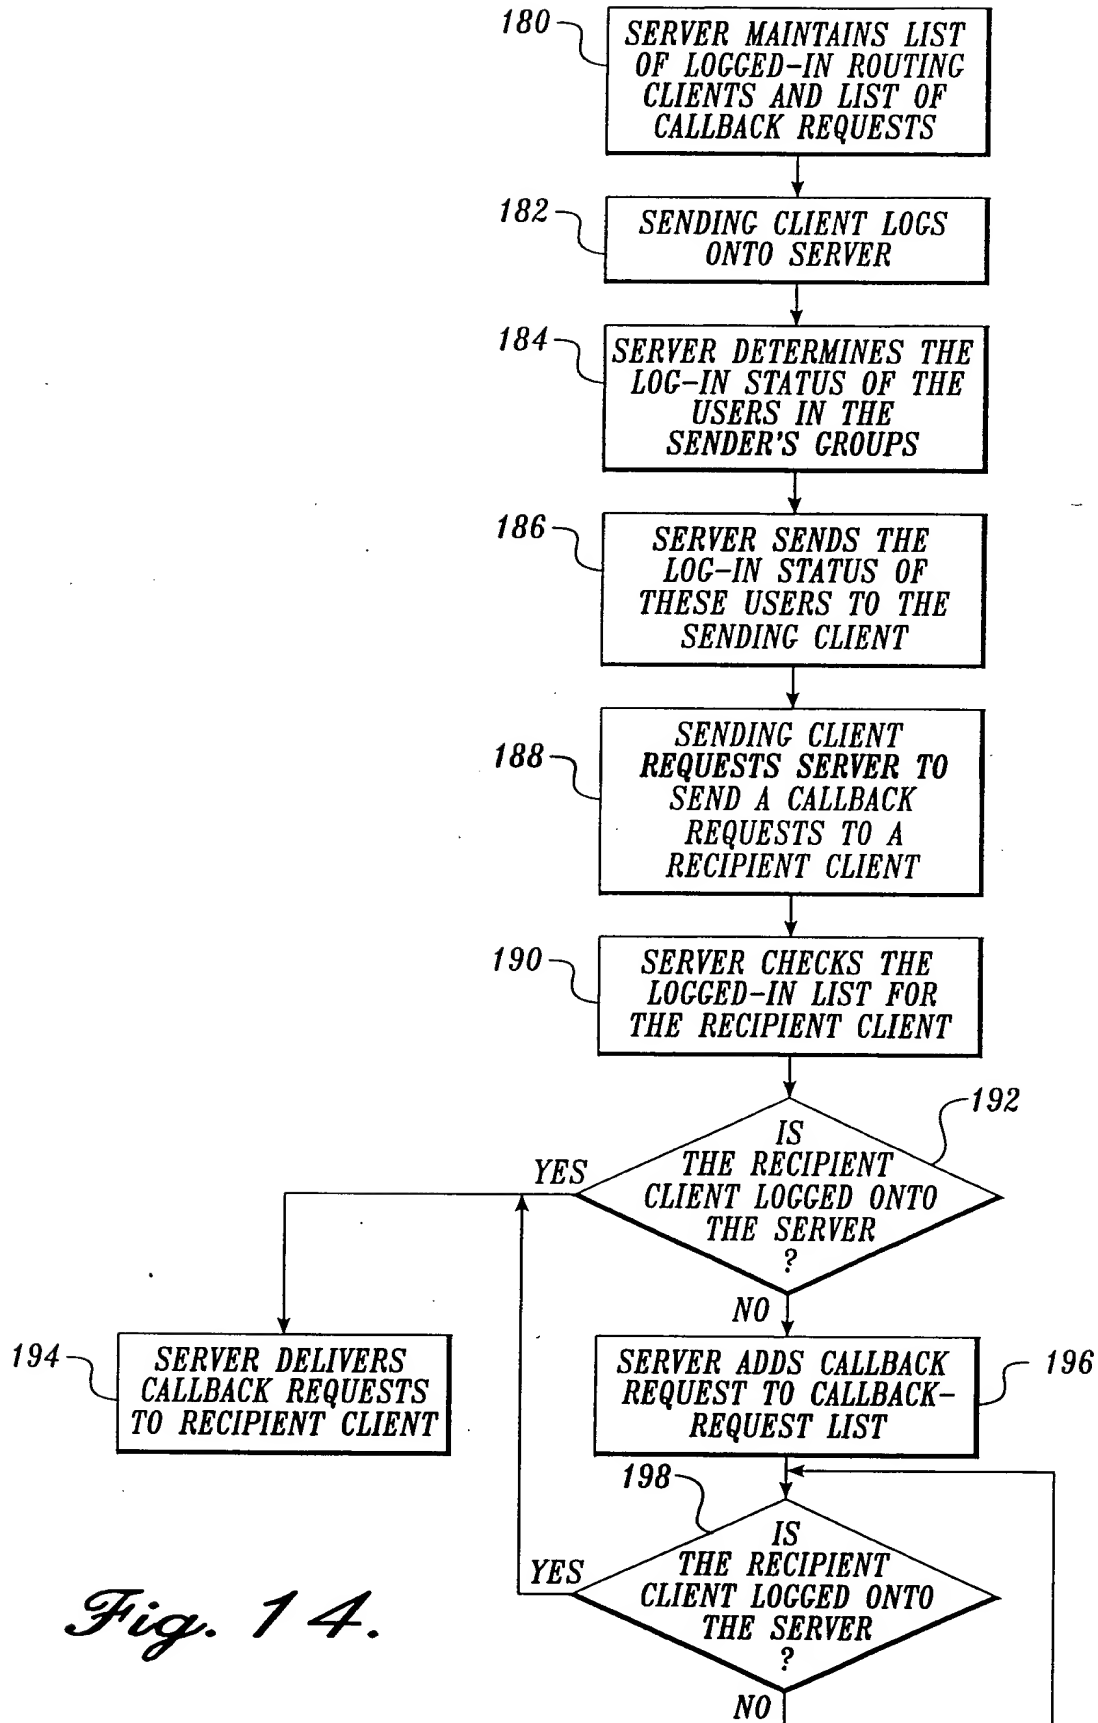 180
SERVER MAINTAINS LIST
OF LOGGED-IN ROUTING
CLIENTS AND LIST OF
CALLBACK REQUESTS
182
SENDING CLIENT LOGS
ONTO SERVER
184
SERVER DETERMINES THE
LOG-IN STATUS OF THE
USERS IN THE
SENDER'S GROUPS
186
SERVER SENDS THE
LOG-IN STATUS OF
THESE USERS TO THE
SENDING CLIENT
188
SENDING CLIENT
REQUESTS SERVER TO
SEND A CALLBACK
REQUESTS TO A
RECIPIENT CLIENT
190
SERVER CHECKS THE
LOGGED-IN LIST FOR
THE RECIPIENT CLIENT
192
IS
THE RECIPIENT
CLIENT LOGGED ONTO
THE SERVER
?
YES
NO
194
SERVER DELIVERS
CALLBACK REQUESTS
TO RECIPIENT CLIENT
SERVER ADDS CALLBACK
REQUEST TO CALLBACK-
REQUEST LIST
196
198
IS
THE RECIPIENT
CLIENT LOGGED ONTO
THE SERVER
?
YES
NO
Fig. 14.